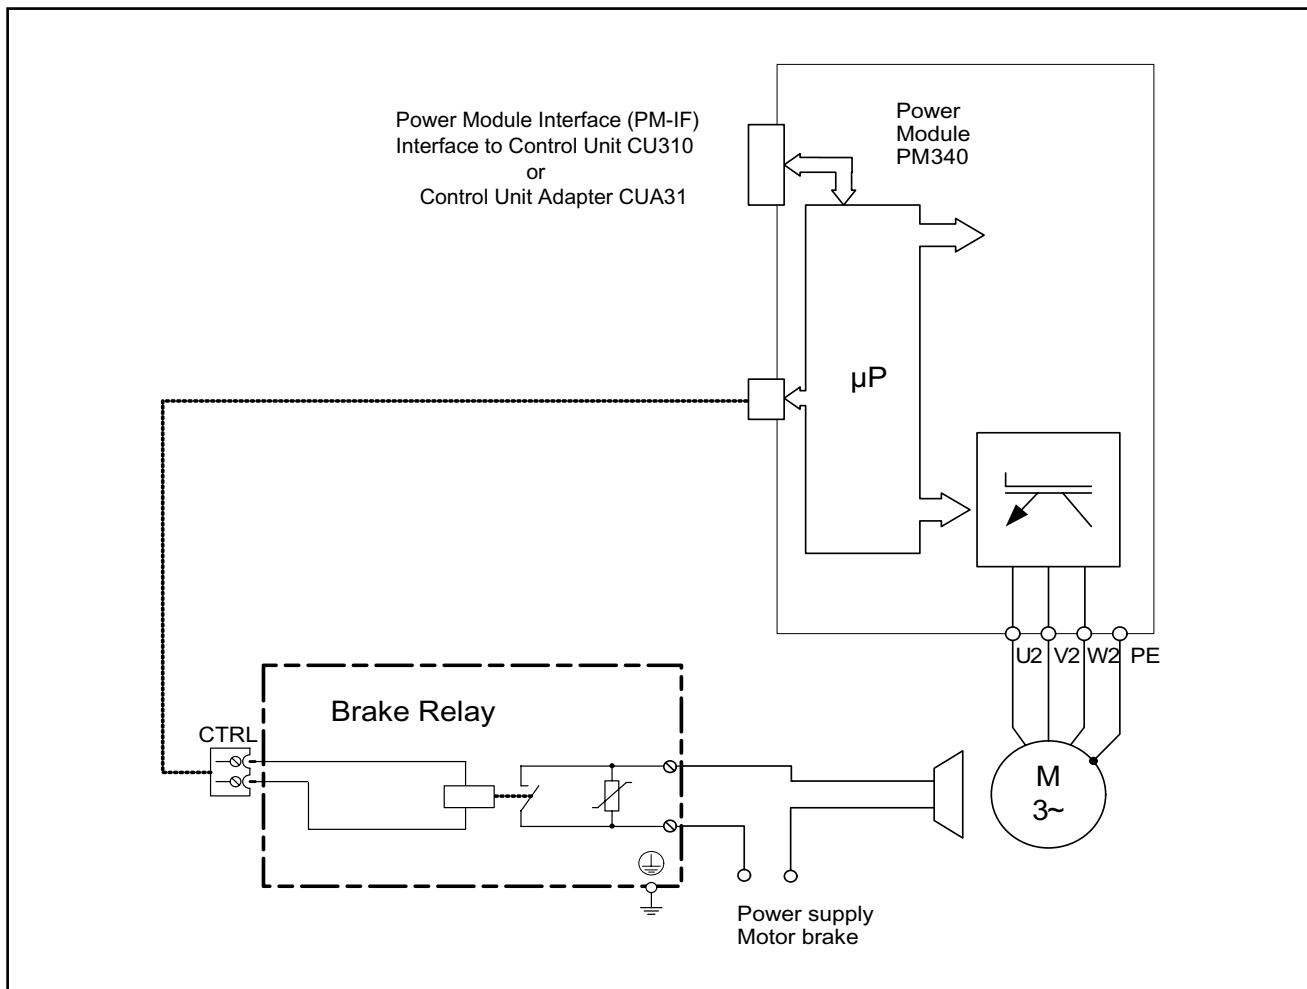 Power Module Interface (PM-IF)
Interface to Control Unit CU310
or
Control Unit Adapter CUA31
Power
Module
PM340
µP
U2 V2 W2 PE
Brake Relay
CTRL
M
3~
Power supply
Motor brake